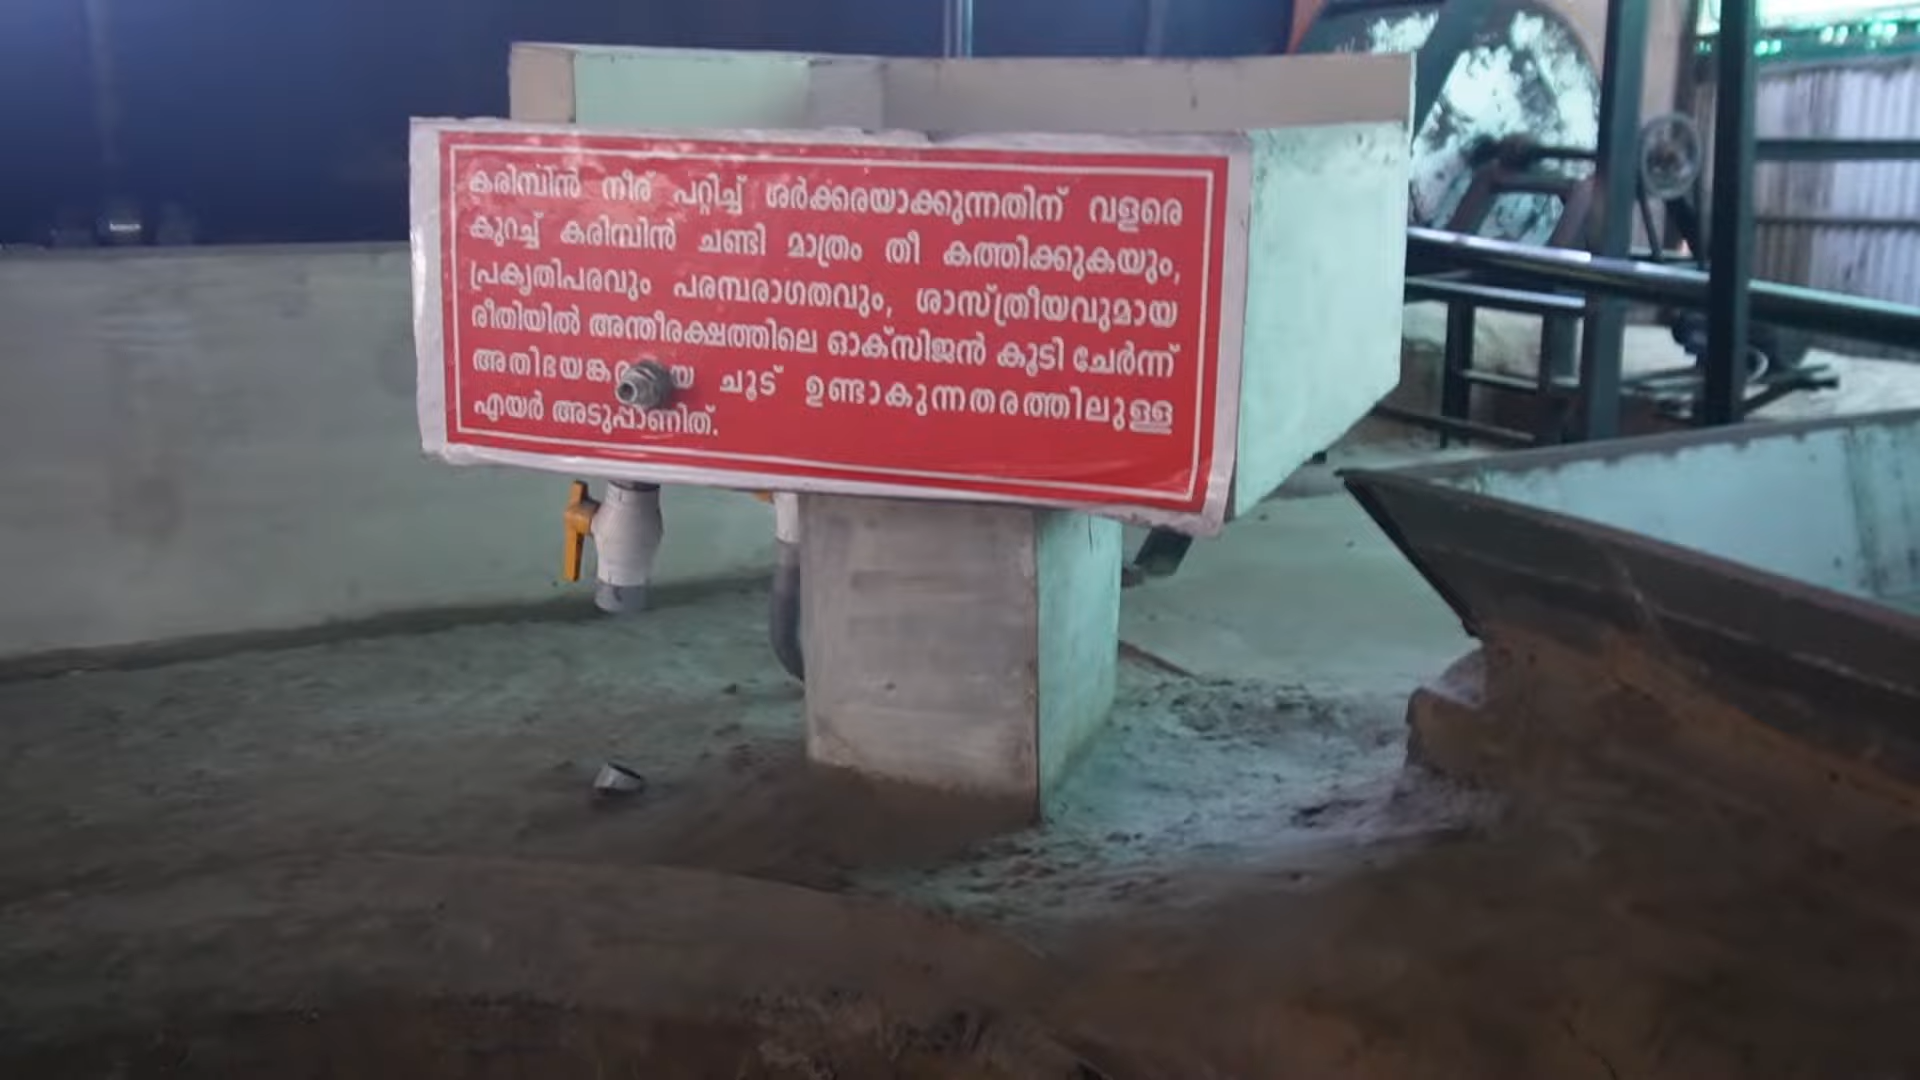 കരിമ്പിൻ നീര് പറ്റിച്ച് ശർക്കരയാക്കുന്നതിന് വളരെ
കുറച്ച് കരിമ്പിൻ ചണ്ടി മാത്രം തീ കത്തിക്കുകയും,
പ്രകൃതിപരവും പരമ്പരാഗതവും, ശാസ്ത്രീയവുമായ
രീതിയിൽ അന്തീരക്ഷത്തിലെ ഓക്സിജൻ കൂടി ചേർന്ന്
ചൂട് ഉണ്ടാകുന്നതരത്തിലുള്ള
എയർ അടുപ്പാണിത്.